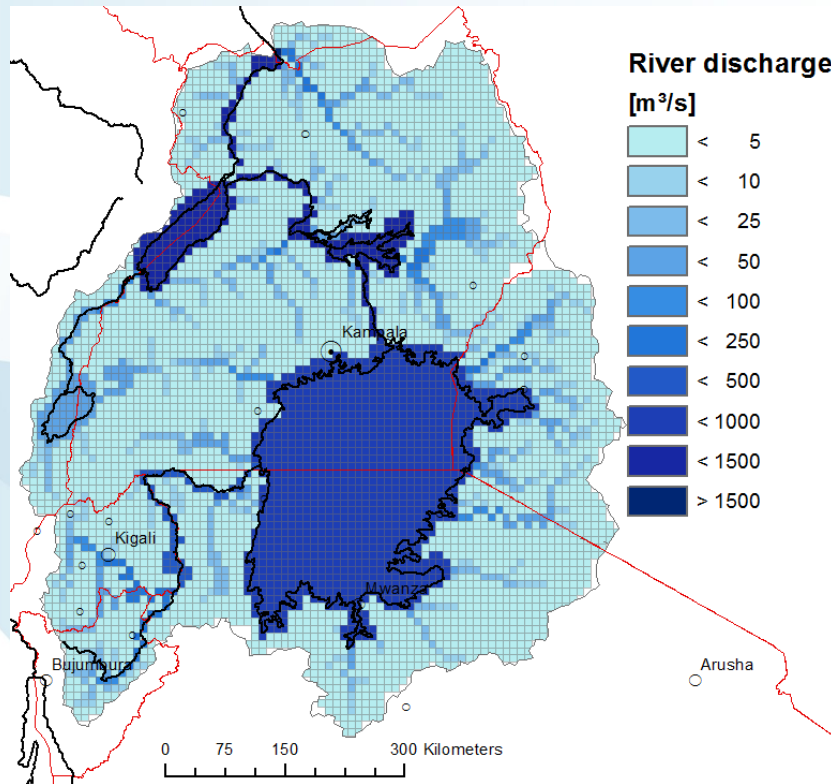 River discharge
[m³/s]
< 5
< 10
< 25
< 50
< 100
< 250
< 500
< 1000
< 1500
> 1500
Kampala
Kigali
Mwanza
Bujumbura
Arusha
0 75 150 300 Kilometers